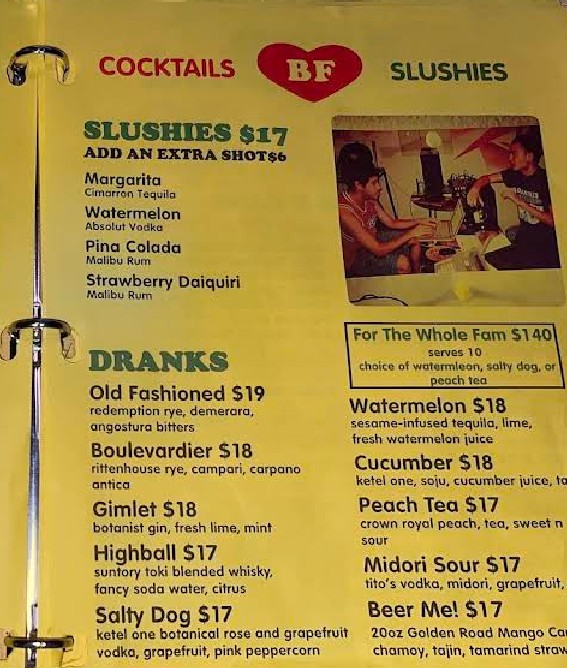 COCKTAILS BF SLUSHIES
SLUSHIES $17
ADD AN EXTRA SHOT$6
Margarita
Cimarron Tequila
Watermelon
Absolut Vodka
Pina Colada
Malibu Rum
Strawberry Daiquiri
Malibu Rum
For The Whole Fam $140
serves 10
choice of watermleon, salty dog, or
peach tea
DRANKS
Old Fashioned $19
redemption rye, demerara,
angostura bitters
Boulevardier $18
rittenhouse rye, campari, carpano
antica
Gimlet $18
botanist gin, fresh lime, mint
Highball $17
suntory toki blended whisky,
fancy soda water, citrus
Salty Dog $17
ketel one botanical rose and grapefruit
vodka, grapefruit, pink peppercorn
Watermelon $18
sesame-infused tequila, lime,
fresh watermelon juice
Cucumber $18
ketel one, soju, cucumber juice,
Peach Tea $17
crown royal peach, tea, sweet n
sour
Midori Sour $17
tito's vodka, midori, grapefruit,
Beer Me! $17
20oz Golden Road Mango
chamoy, tajin, tamarind